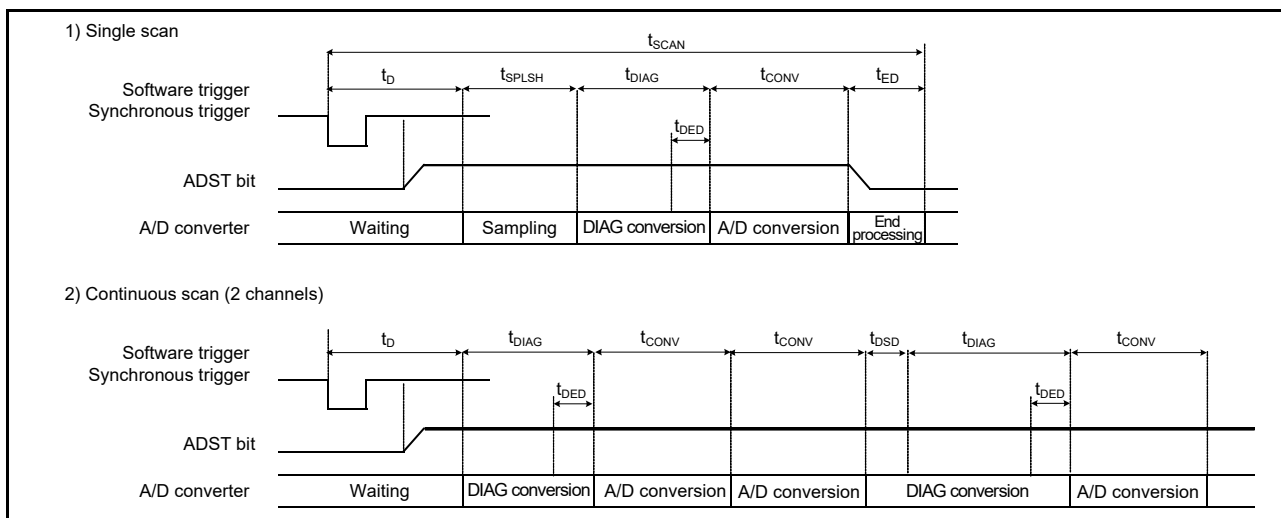 1) Single scan
tSCAN
tD tSPLSH tDIAG tCONV tED
Software trigger
Synchronous trigger
tDED
ADST bit
A/D converter Waiting Sampling DIAG conversion A/D conversion End processing
2) Continuous scan (2 channels)
tD tDIAG tCONV tCONV tDSD tDIAG tCONV
Software trigger
Synchronous trigger
tDED tDED
ADST bit
A/D converter Waiting DIAG conversion A/D conversion A/D conversion DIAG conversion A/D conversion